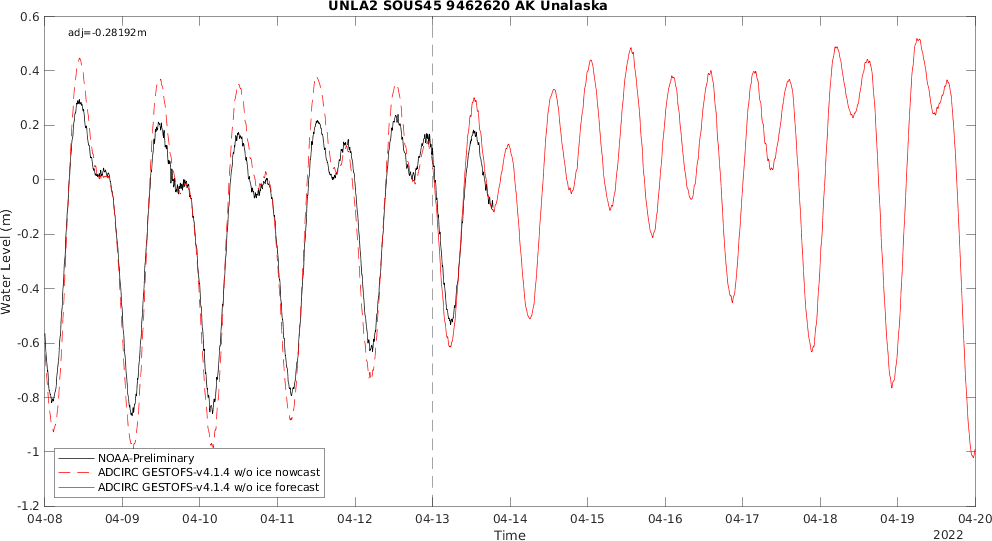 UNLA2 SOUS45 9462620 AK Unalaska
adj=-0.28192m
0.6
0.4
0.2
0
-0.2
-0.4
-0.6
-0.8
-1
-1.2
Water Level (m)
NOAA-Preliminary
ADCIRC GESTOFS-v4.1.4 w/o ice nowcast
ADCIRC GESTOFS-v4.1.4 w/o ice forecast
04-08 04-09 04-10 04-11 04-12 04-13 04-14 04-15 04-16 04-17 04-18 04-19 04-20
Time
2022